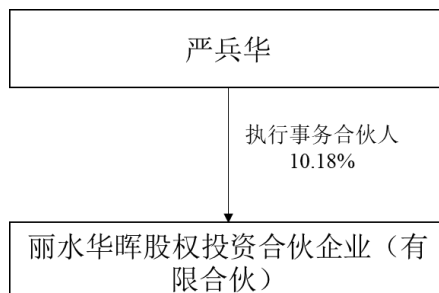 严兵华
执行事务合伙人
10.18%
丽水华晖股权投资合伙企业（有
限合伙）